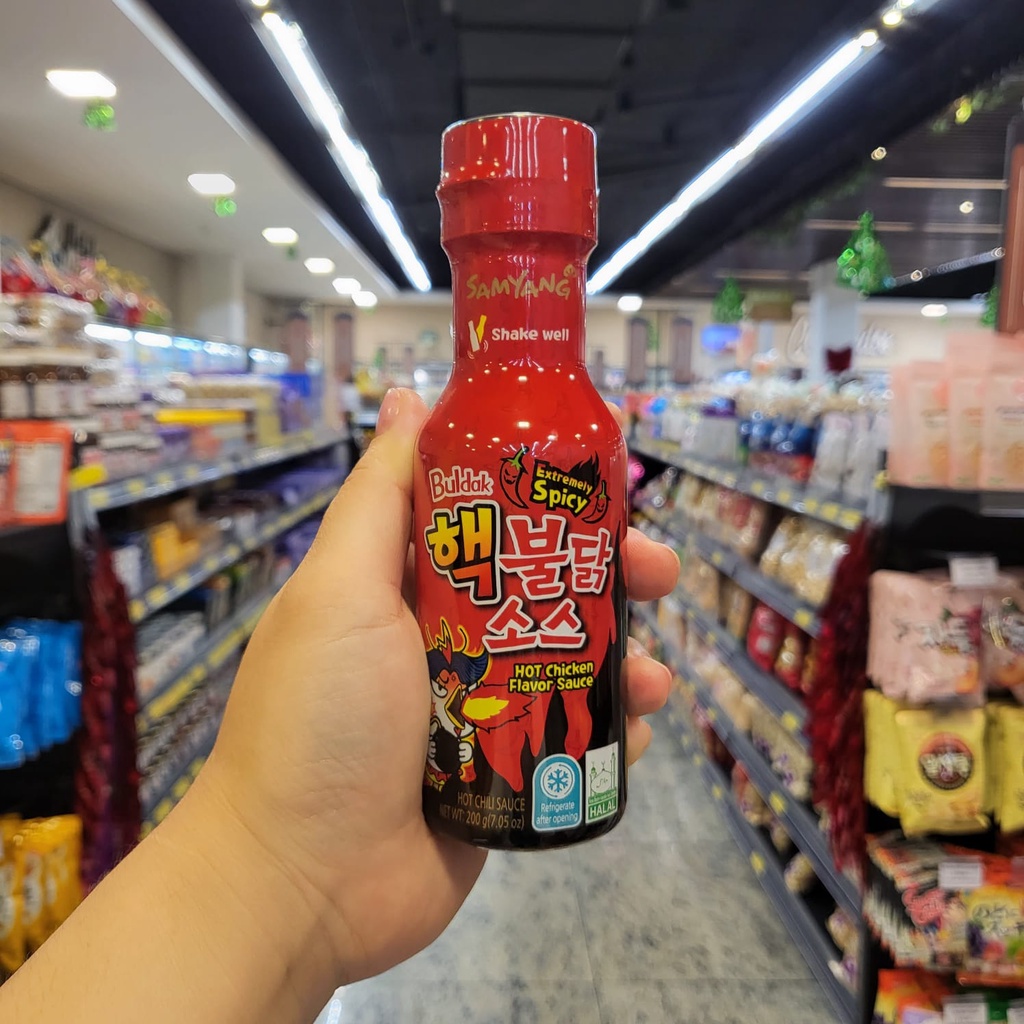 SAMYANG®
Shake well
Buldak
Extremely
Spicy
핵불닭
소스
HOT Chicken
Flavor Sauce
HOT CHILI SAUCE
NET WT: 200 g(7.05 oz)
Refrigerate
after opening
HALAL